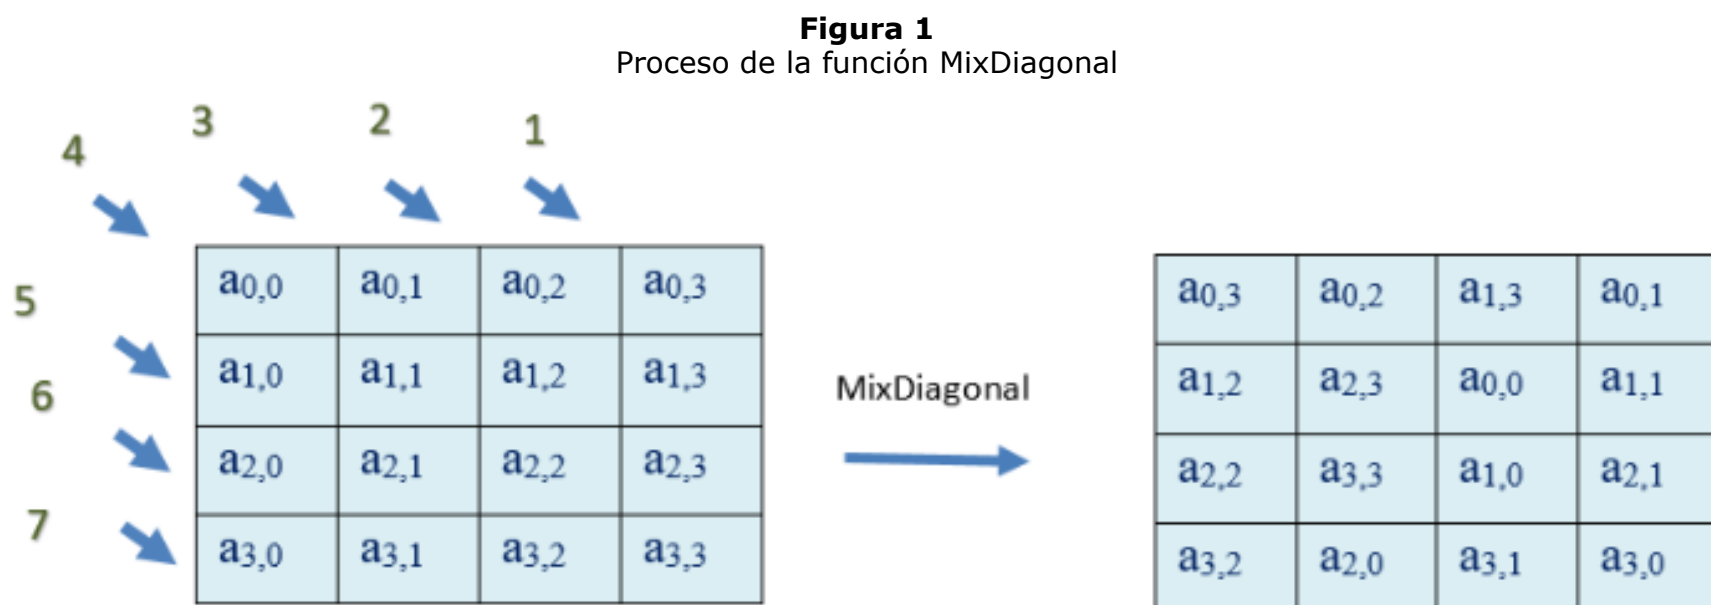 Figura 1
Proceso de la función MixDiagonal
4 3 2 1
5
6
7
a0,0 a0,1 a0,2 a0,3
a1,0 a1,1 a1,2 a1,3
a2,0 a2,1 a2,2 a2,3
a3,0 a3,1 a3,2 a3,3
MixDiagonal
a0,3 a0,2 a1,3 a0,1
a1,2 a2,3 a0,0 a1,1
a2,2 a3,3 a1,0 a2,1
a3,2 a2,0 a3,1 a3,0